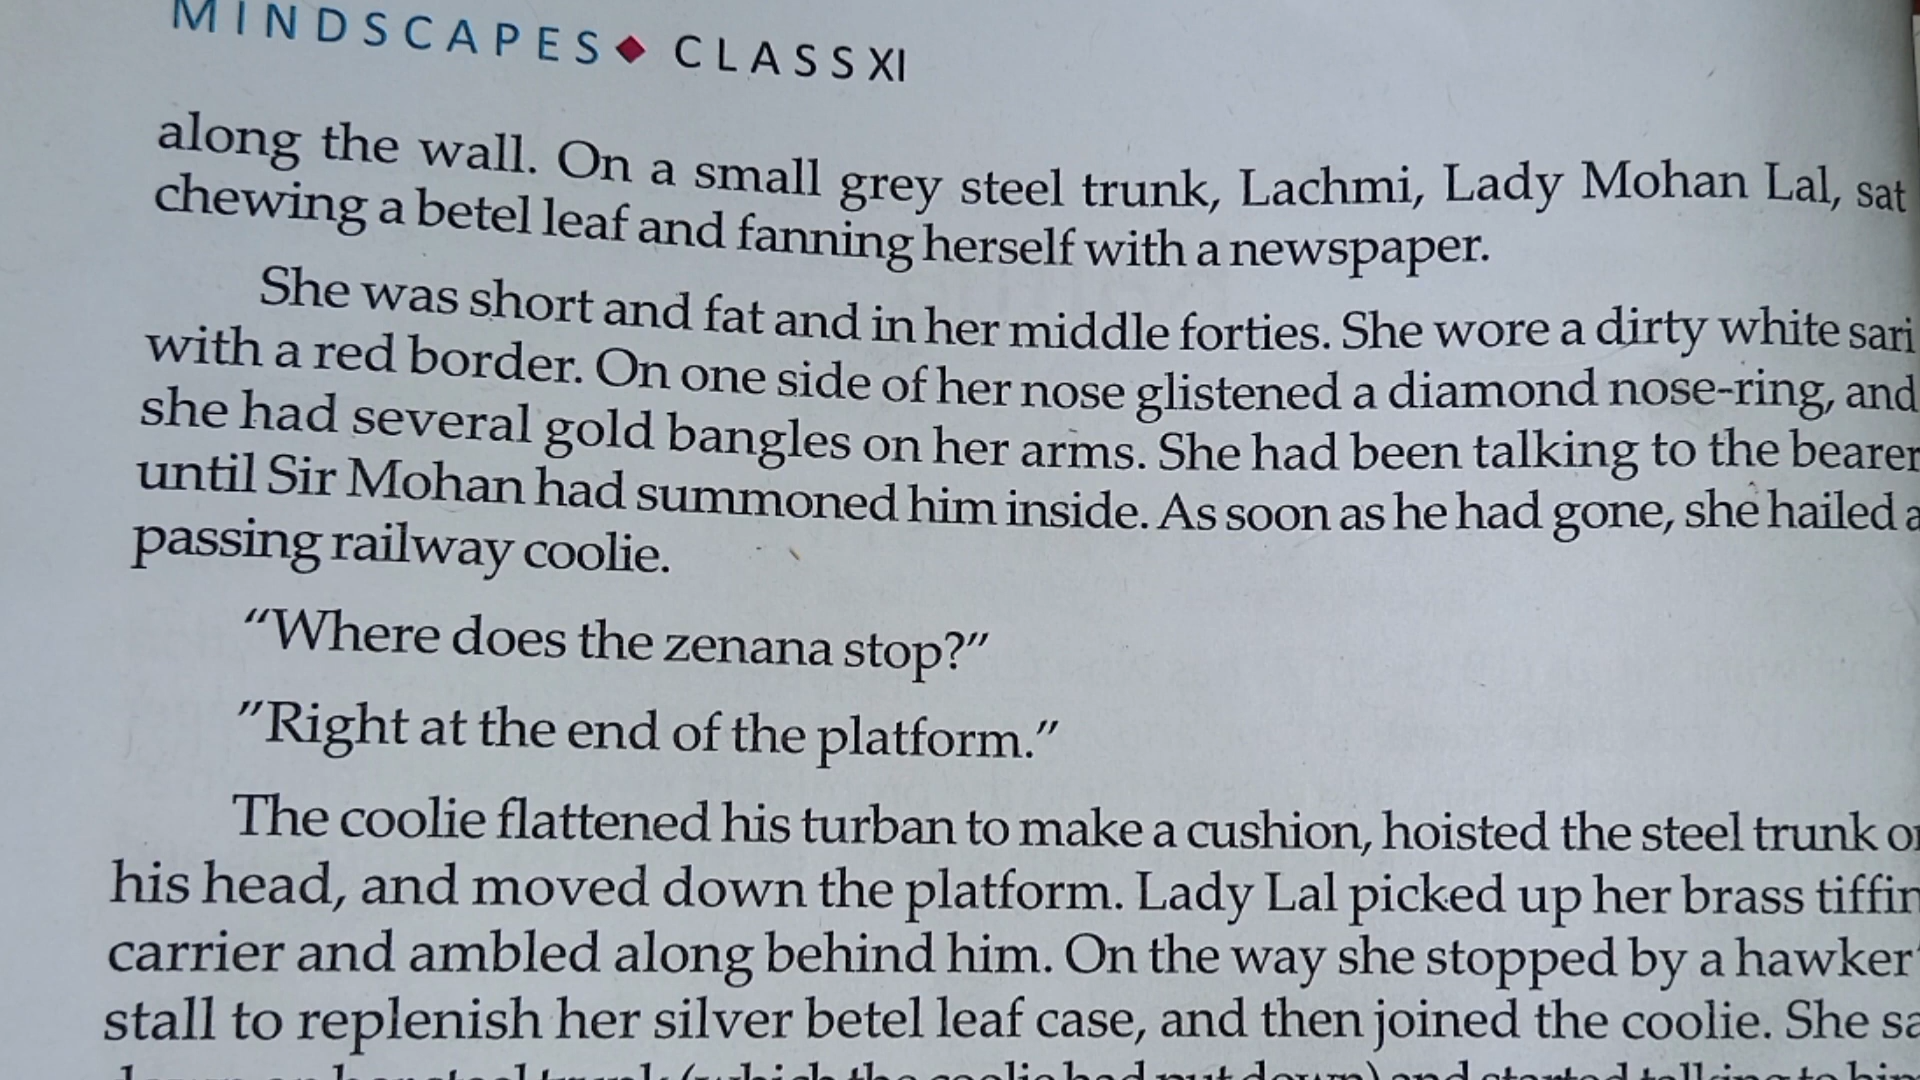 MINDSCAPES◆ CLASS XI
along the wall. On a small grey steel trunk, Lachmi, Lady Mohan Lal, sat
chewing a betel leaf and fanning herself with a newspaper.
She was short and fat and in her middle forties. She wore a dirty white sari
with a red border. On one side of her nose glistened a diamond nose-ring, and
she had several gold bangles on her arms. She had been talking to the bearer
until Sir Mohan had summoned him inside. As soon as he had gone, she hailed a
passing railway coolie.
"Where does the zenana stop?"
"Right at the end of the platform."
The coolie flattened his turban to make a cushion, hoisted the steel trunk
his head, and moved down the platform. Lady Lal picked up her brass tiffin
carrier and ambled along behind him. On the way she stopped by a hawker'
stall to replenish her silver betel leaf case, and then joined the coolie. She